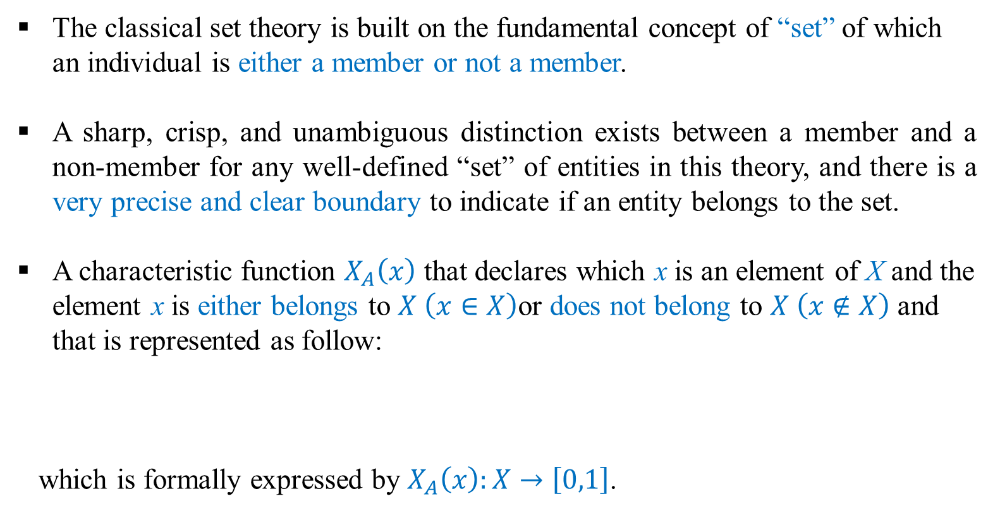 ▪ The classical set theory is built on the fundamental concept of “set” of which
an individual is either a member or not a member.
▪ A sharp, crisp, and unambiguous distinction exists between a member and a
non-member for any well-defined “set” of entities in this theory, and there is a
very precise and clear boundary to indicate if an entity belongs to the set.
▪ A characteristic function X_A(x) that declares which x is an element of X and the
element x is either belongs to X (x ∈ X)or does not belong to X (x ∉ X) and
that is represented as follow:
which is formally expressed by X_A(x): X → [0,1].